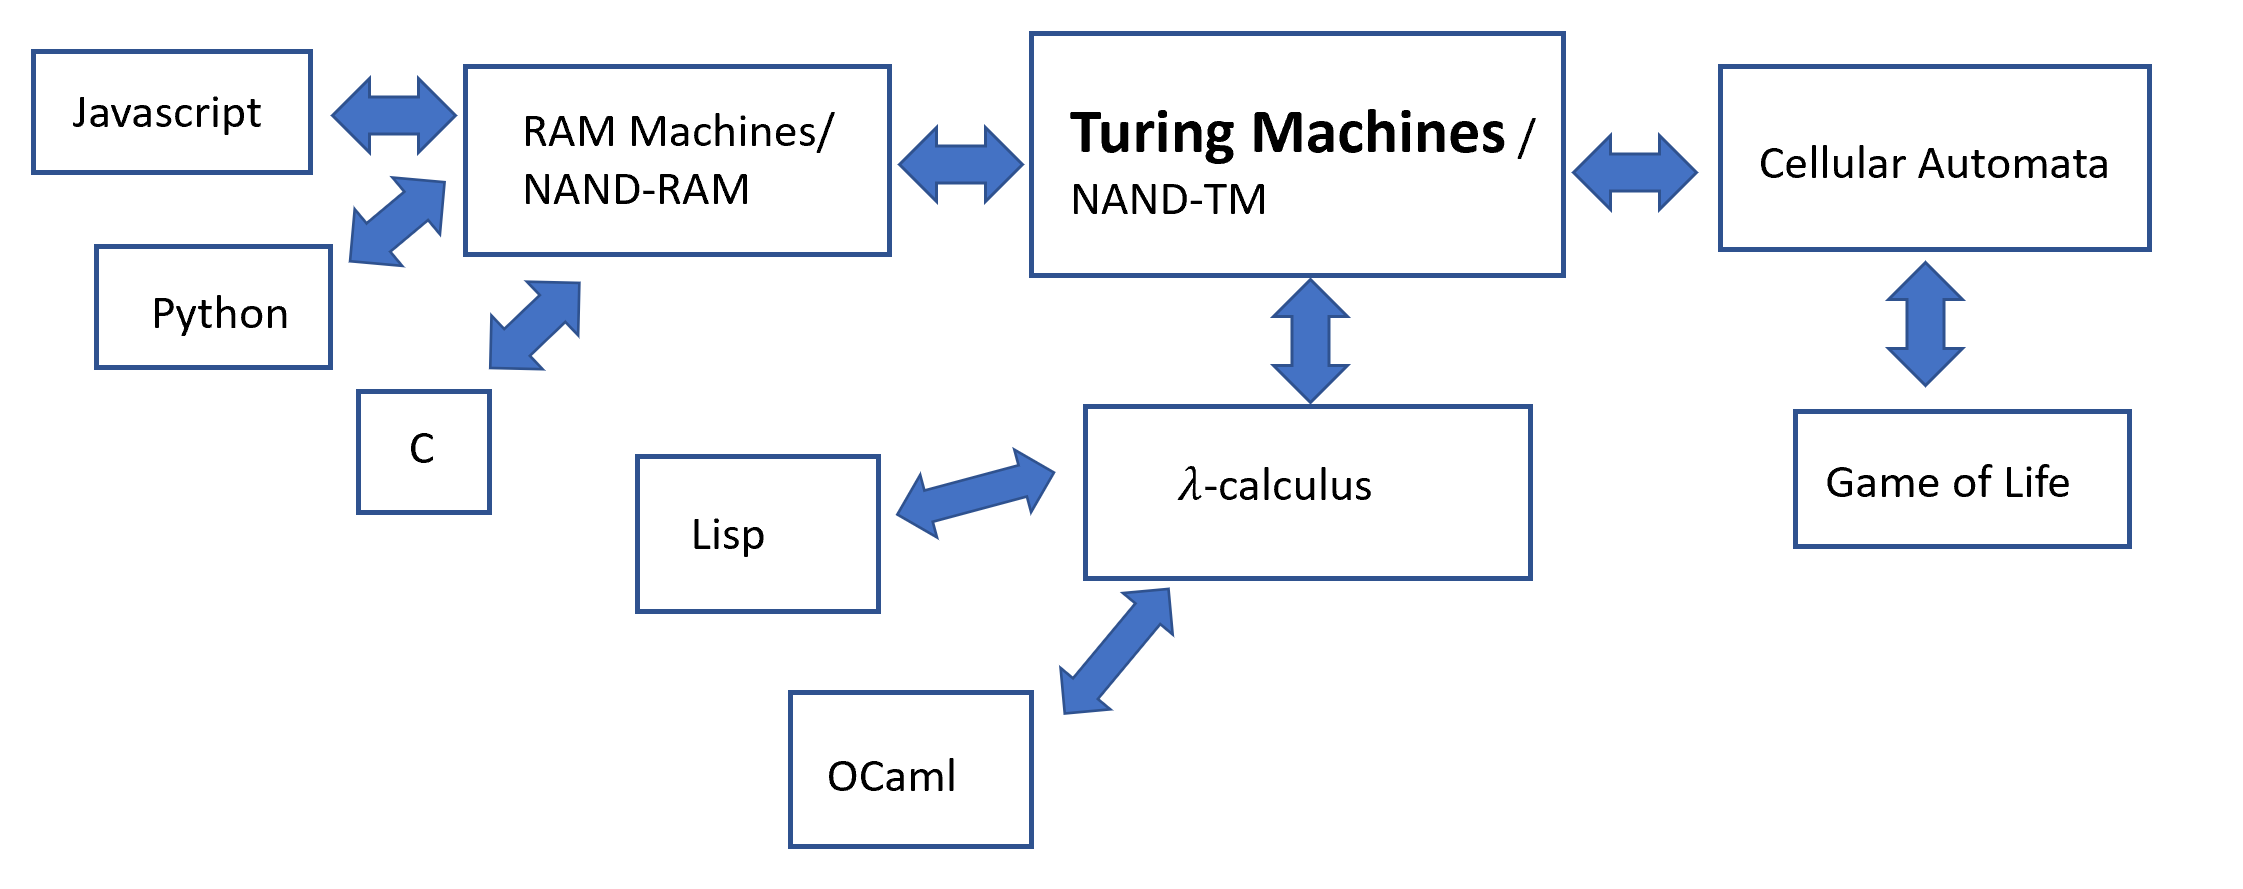 Javascript
RAM Machines/
NAND-RAM
Turing Machines /
NAND-TM
Cellular Automata
Python
C
Lisp
λ-calculus
Game of Life
OCaml